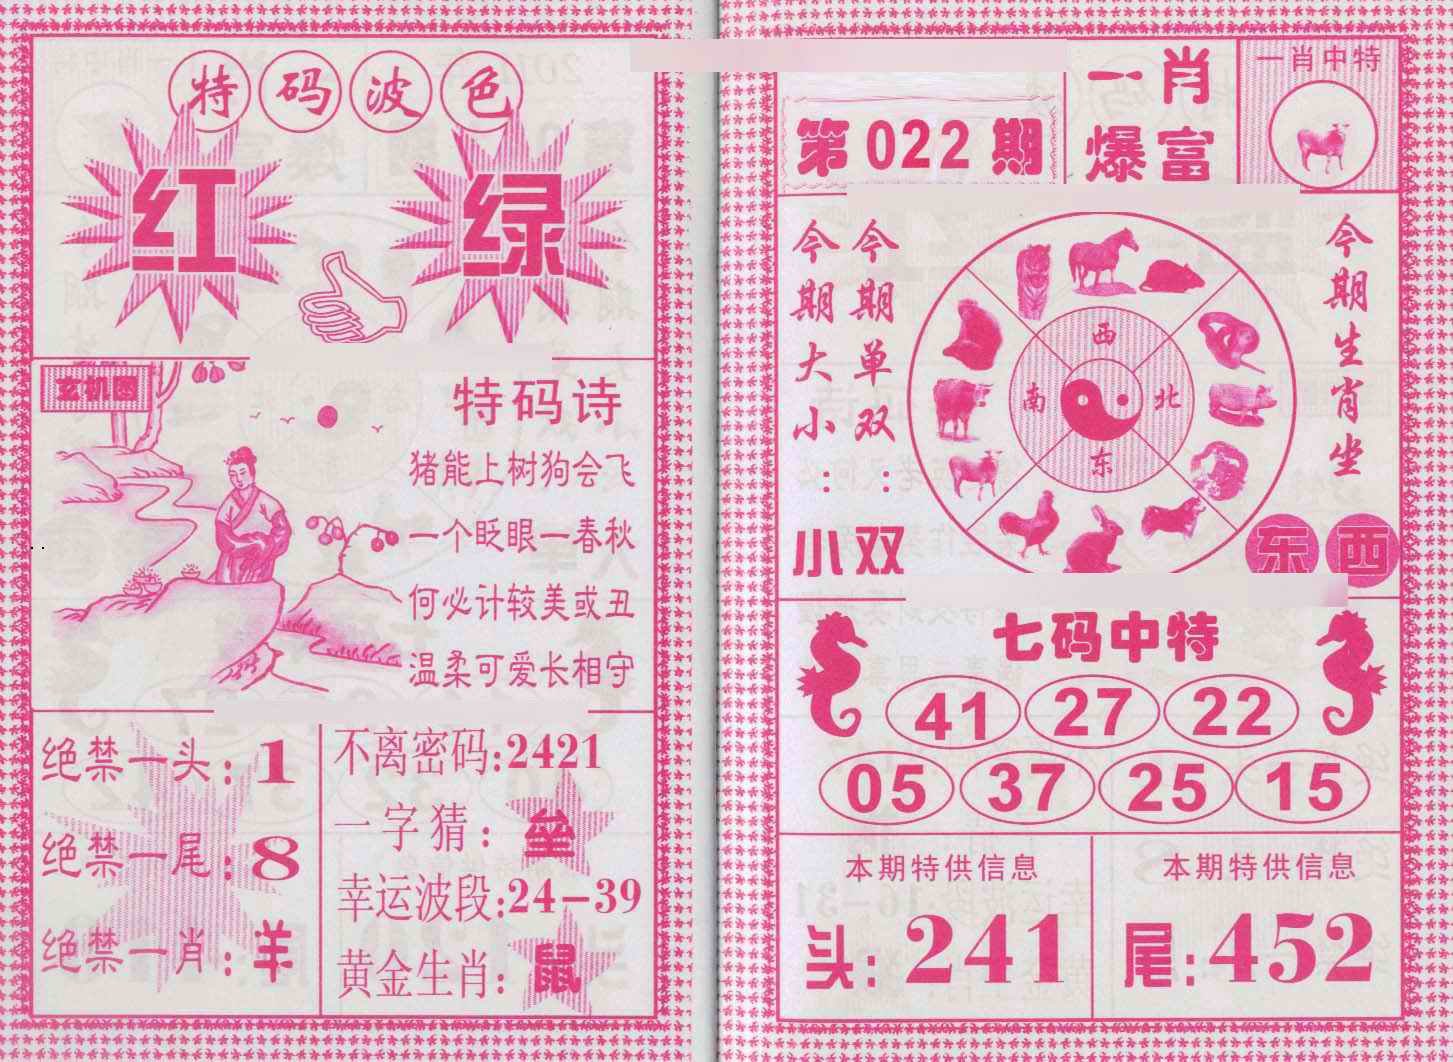 特码波色
红 绿
玄机图
特码诗
猪能上树狗会飞
一个眨眼一春秋
何必计较美或丑
温柔可爱长相守
绝禁一头：1
绝禁一尾：8
绝禁一肖：羊
不离密码：2421
一字猜：垒
幸运波段：24-39
黄金生肖：鼠
第022期
一肖
爆富
一肖中特
今期大小：小
今期单双：双
西
南 北
东
今期生肖坐
东西
七码中特
41 27 22
05 37 25 15
本期特供信息
头：241
本期特供信息
尾：452